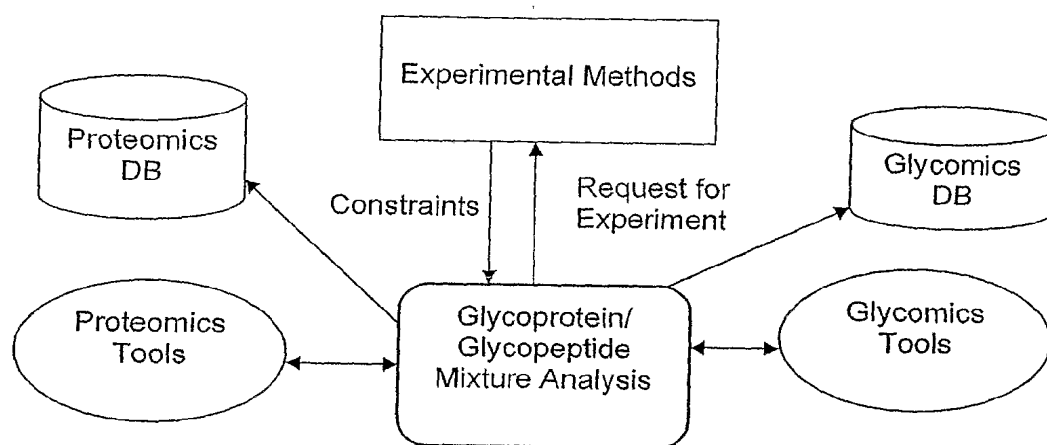 Experimental Methods
Proteomics
DB
Glycomics
DB
Constraints
Request for
Experiment
Proteomics
Tools
Glycoprotein/
Glycopeptide
Mixture Analysis
Glycomics
Tools